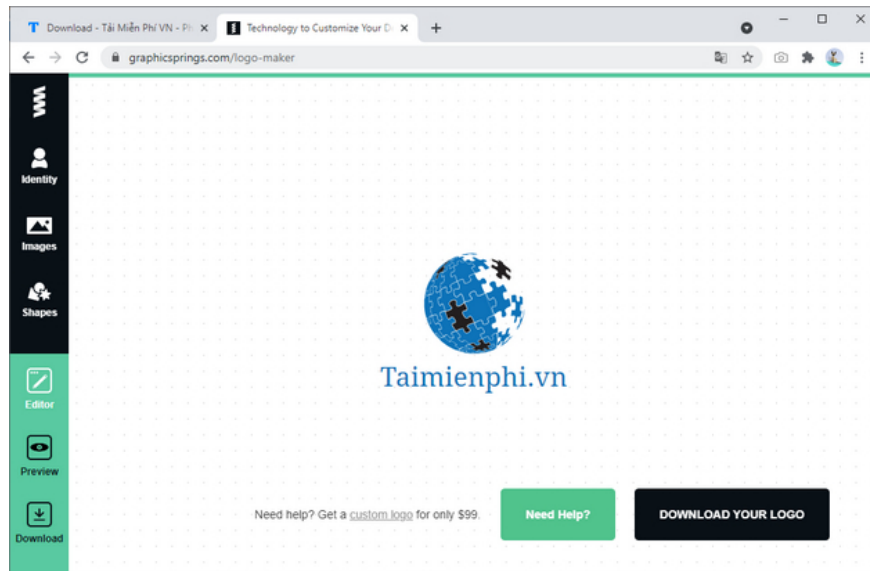 Download - Tải Miễn Phí VN - Ph
Technology to Customize Your D
graphicsprings.com/logo-maker
Identity
Images
Shapes
Editor
Preview
Download
Taimienphi.vn
Need help? Get a custom logo for only $99.
Need Help?
DOWNLOAD YOUR LOGO